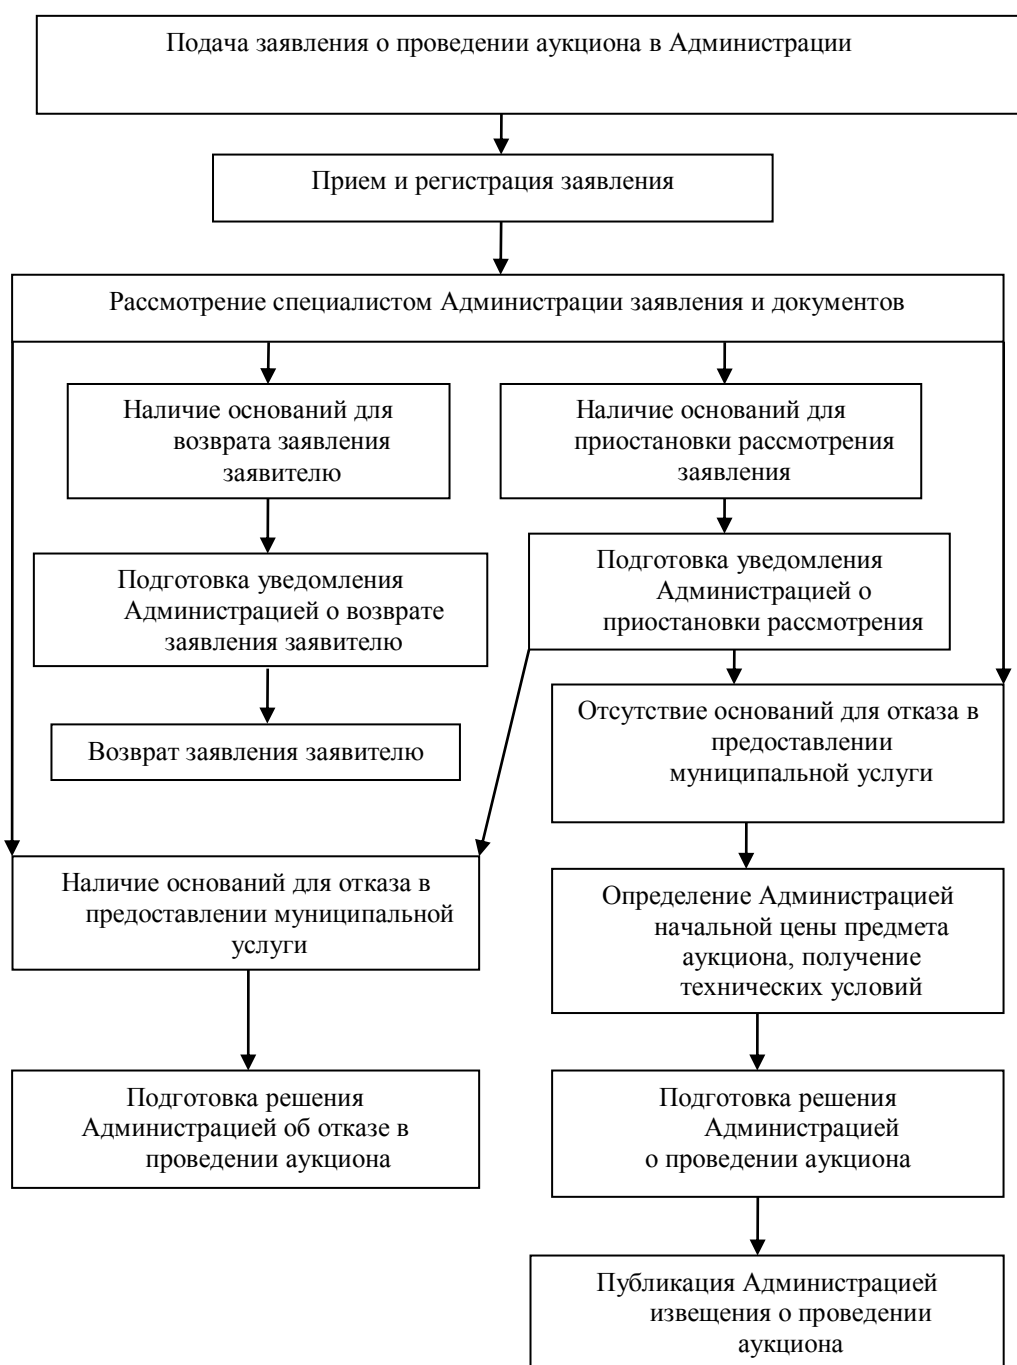 Подача заявления о проведении аукциона в Администрации
Прием и регистрация заявления
Рассмотрение специалистом Администрации заявления и документов
Наличие оснований для
возврата заявления
заявителю
Наличие оснований для
приостановки рассмотрения
заявления
Подготовка уведомления
Администрацией о возврате
заявления заявителю
Подготовка уведомления
Администрацией о
приостановки рассмотрения
Возврат заявления заявителю
Отсутствие оснований для отказа в
предоставлении
муниципальной услуги
Наличие оснований для отказа в
предоставлении муниципальной
услуги
Определение Администрацией
начальной цены предмета
аукциона, получение
технических условий
Подготовка решения
Администрацией об отказе в
проведении аукциона
Подготовка решения
Администрацией
о проведении аукциона
Публикация Администрацией
извещения о проведении
аукциона